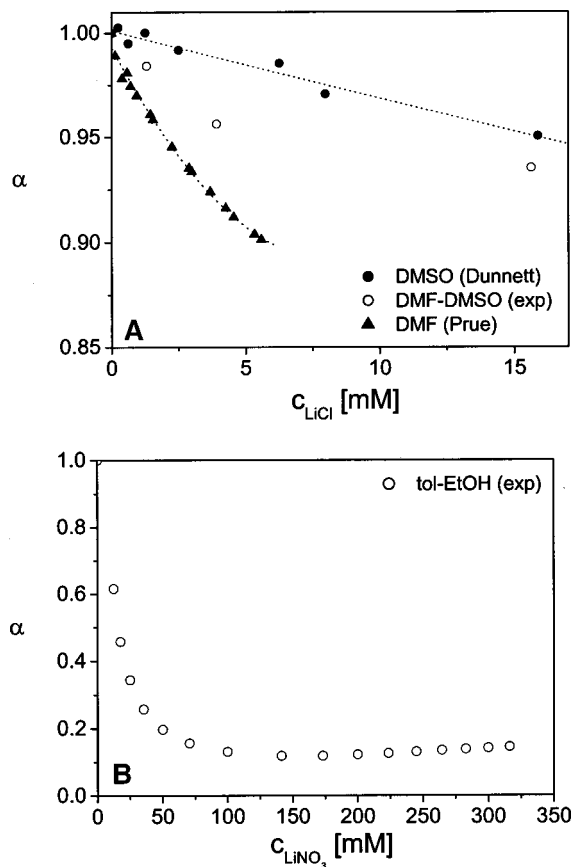 1.00
0.95
0.90
0.85
α
A
DMSO (Dunnett)
DMF-DMSO (exp)
DMF (Prue)
0 5 10 15
c_LiCl [mM]
1.0
0.8
0.6
0.4
0.2
0.0
α
B
tol-EtOH (exp)
0 50 100 150 200 250 300 350
c_LiNO₃ [mM]